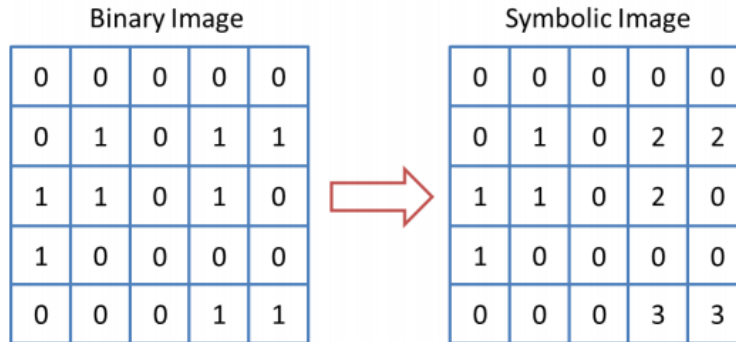 Binary Image Symbolic Image
0 0 0 0 0 0 0 0 0 0
0 1 0 1 1 0 1 0 2 2
1 1 0 1 0 1 1 0 2 0
1 0 0 0 0 1 0 0 0 0
0 0 0 1 1 0 0 0 3 3